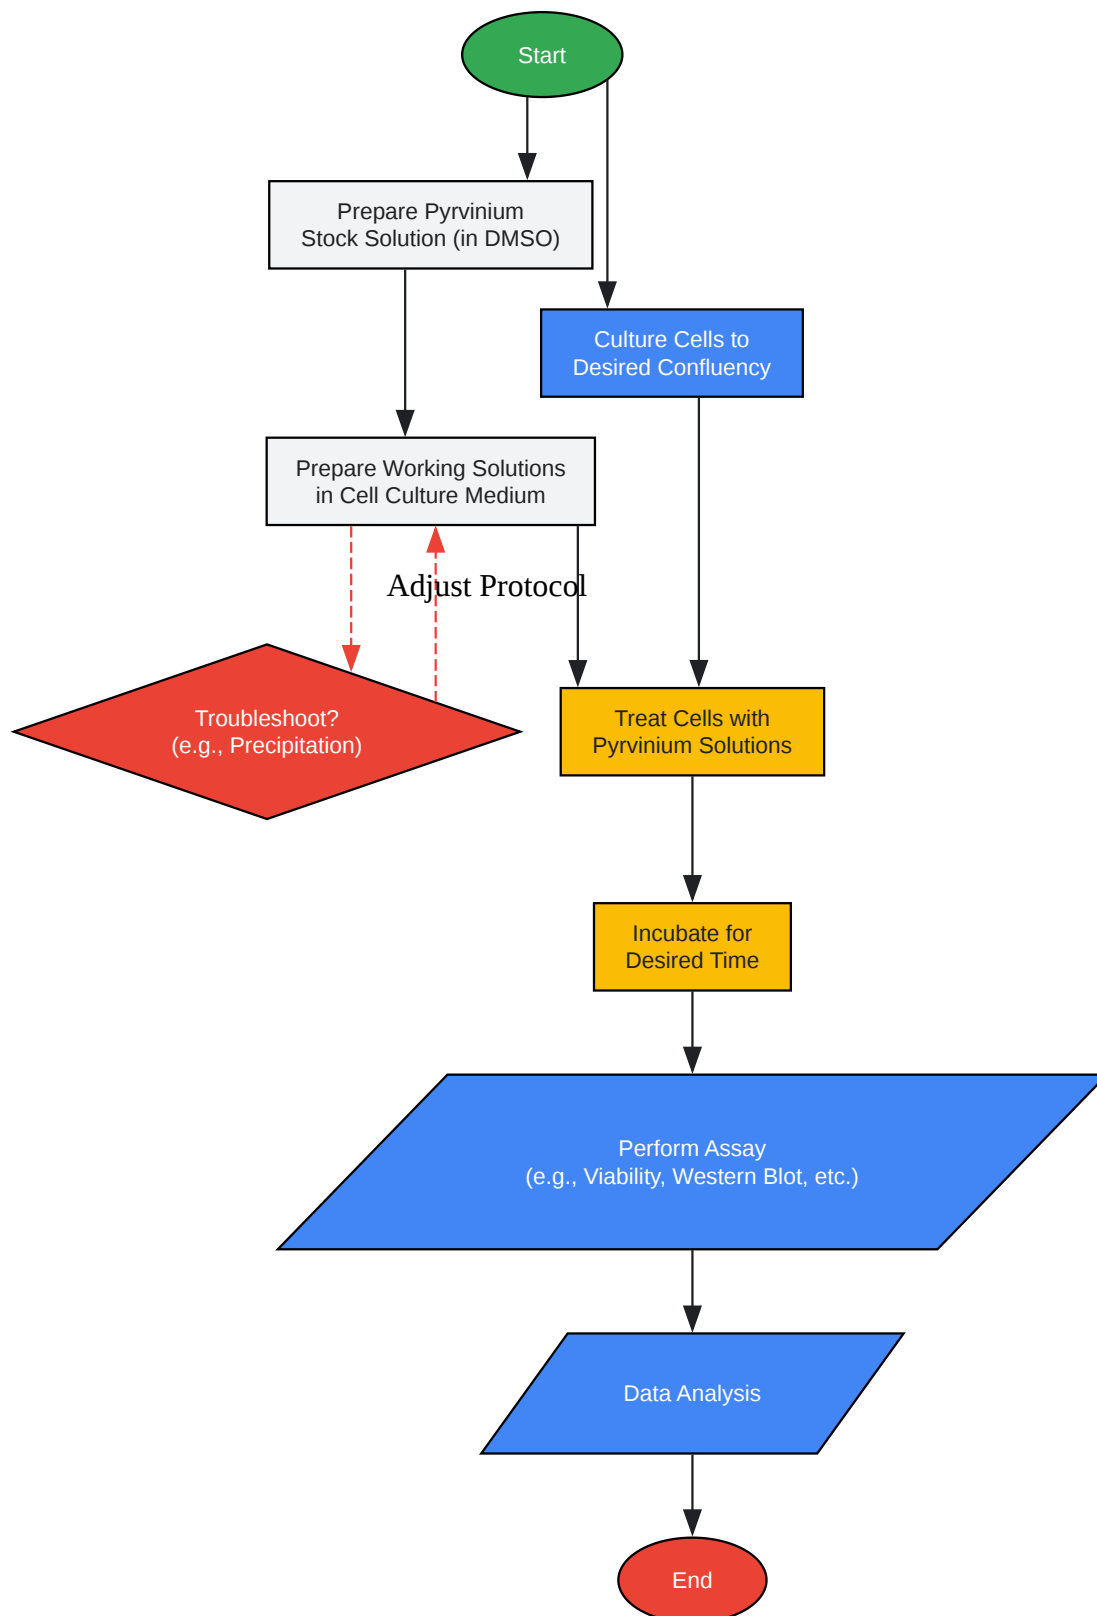 Start
Prepare Pyrvinium
Stock Solution (in DMSO)
Culture Cells to
Desired Confluency
Prepare Working Solutions
in Cell Culture Medium
Adjust Protocol
Troubleshoot?
(e.g., Precipitation)
Treat Cells with
Pyrvinium Solutions
Incubate for
Desired Time
Perform Assay
(e.g., Viability, Western Blot, etc.)
Data Analysis
End